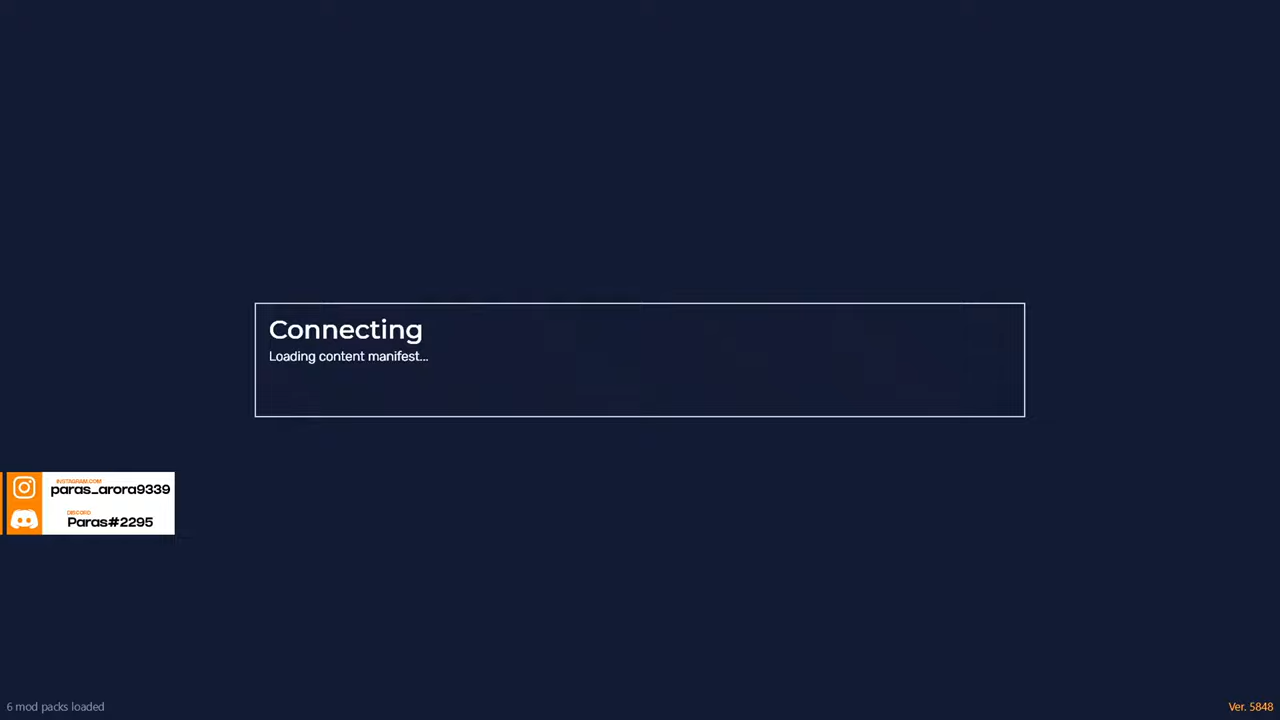 Connecting
Loading content manifest...
INSTAGRAM.COM
paras_arora9339
DISCORD
Paras#2295
6 mod packs loaded
Ver. 5848